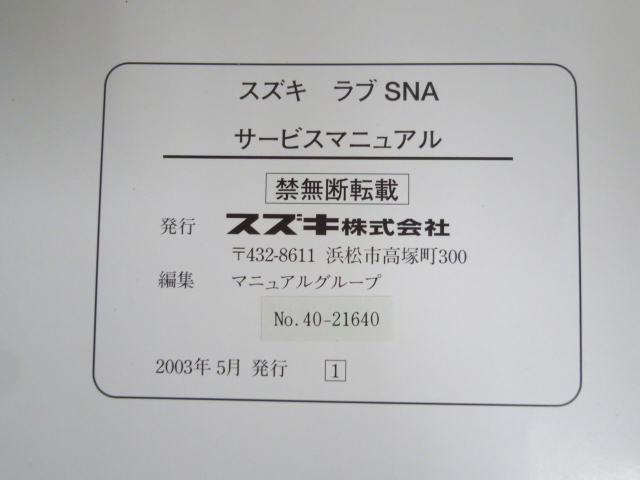 スズキ　ラブ SNA
サービスマニュアル
禁無断転載
発行 スズキ株式会社
〒432-8611 浜松市高塚町300
編集 マニュアルグループ
No.40-21640
2003年 5月 発行 1